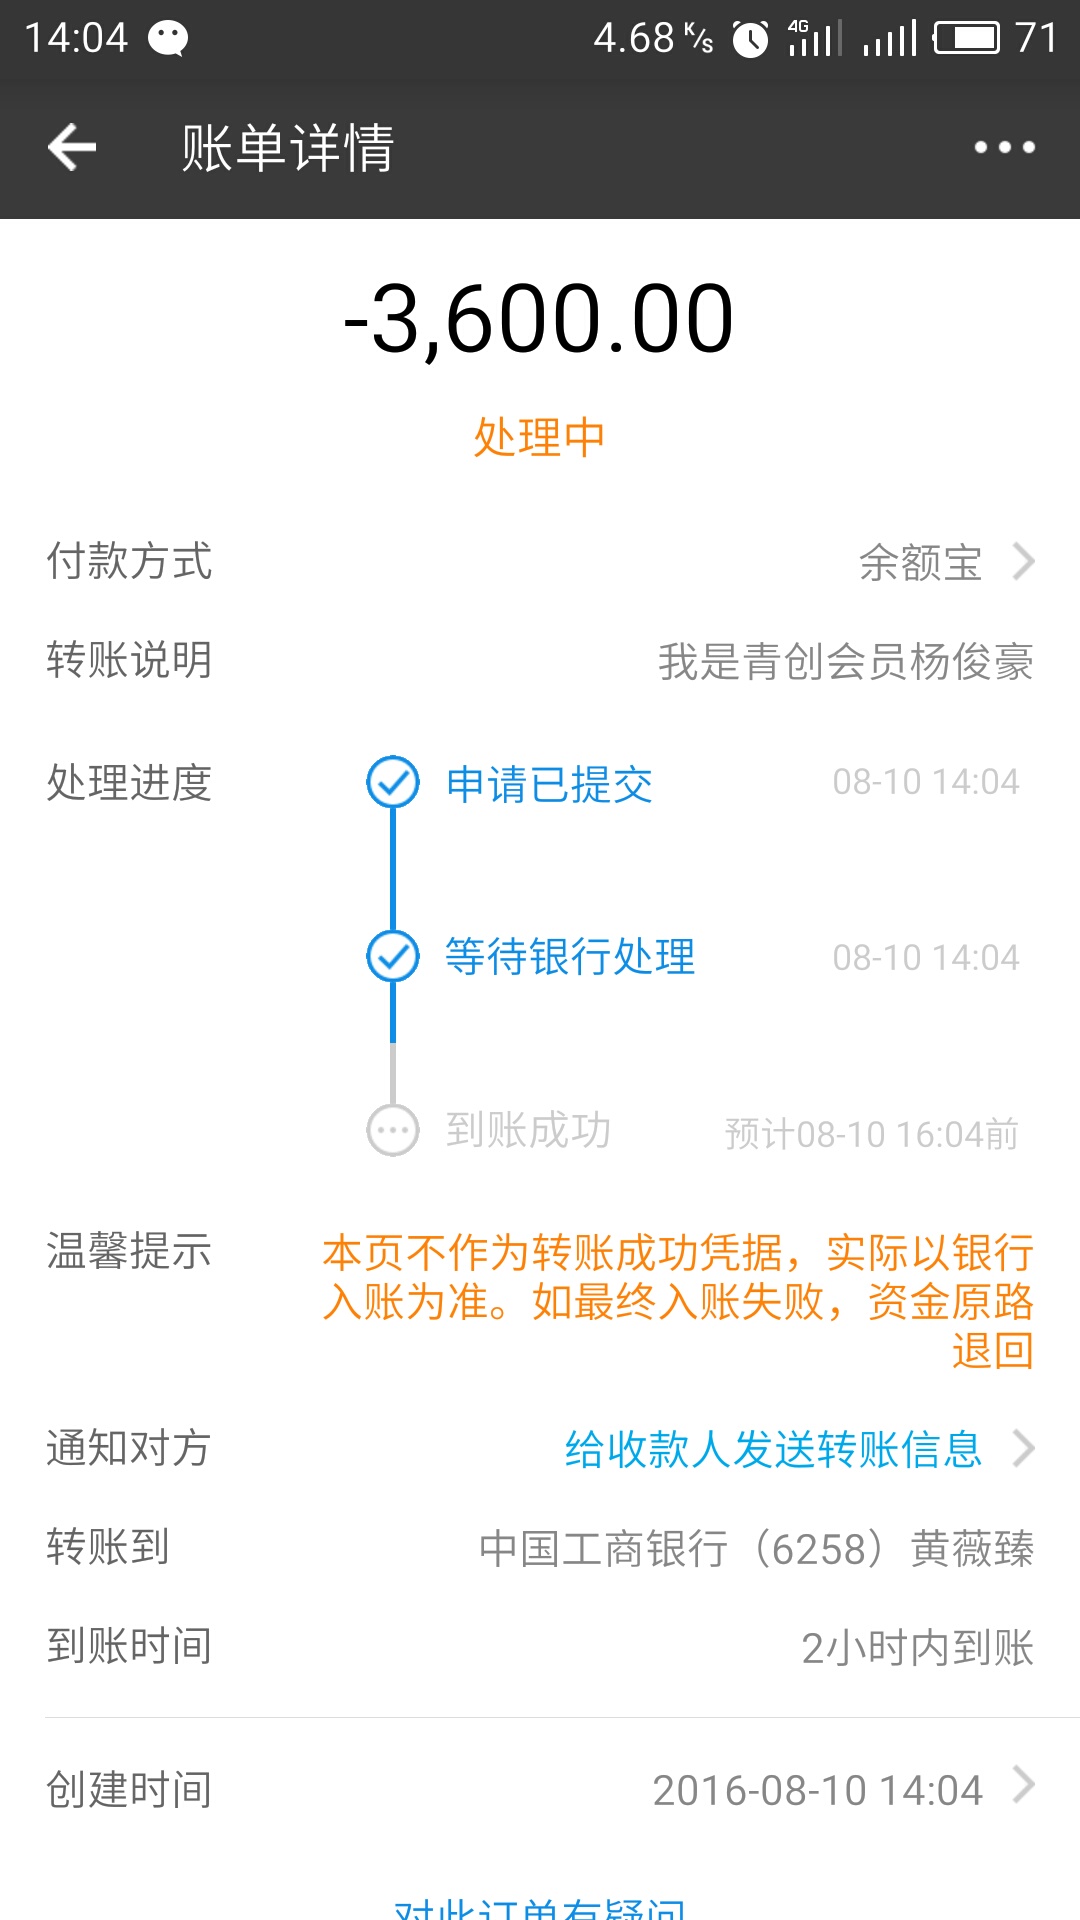 14:04 4.68 K/s 4G 71
账单详情
-3,600.00
处理中
付款方式 余额宝
转账说明 我是青创会员杨俊豪
处理进度 申请已提交 08-10 14:04
等待银行处理 08-10 14:04
到账成功 预计08-10 16:04前
温馨提示 本页不作为转账成功凭据，实际以银行
入账为准。如最终入账失败，资金原路
退回
通知对方 给收款人发送转账信息
转账到 中国工商银行（6258）黄薇臻
到账时间 2小时内到账
创建时间 2016-08-10 14:04
对此订单有疑问